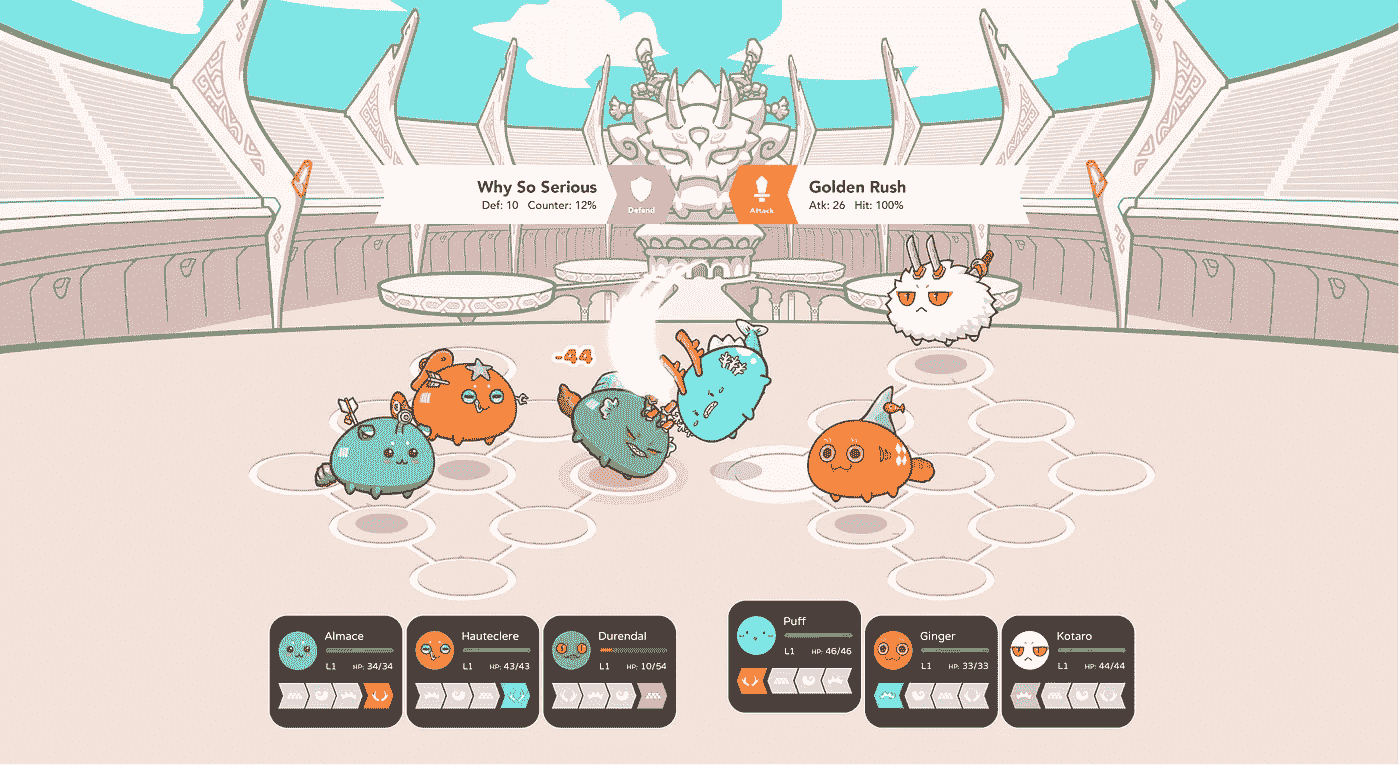 Why So Serious
Def: 10 Counter: 12%
Defend
Attack
Golden Rush
Atk: 26 Hit: 100%
-44
Almace
L1 HP: 34/34
Hauteclere
L1 HP: 43/43
Durendal
L1 HP: 10/54
Puff
L1 HP: 46/46
Ginger
L1 HP: 33/33
Kotaro
L1 HP: 44/44